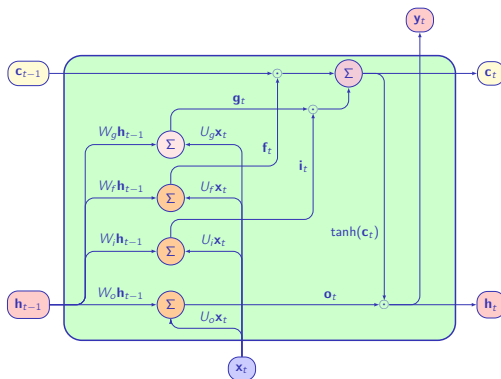 y_t
c_{t−1}
Σ
c_t
g_t
W_g h_{t−1}
U_g x_t
Σ
f_t
i_t
W_f h_{t−1}
U_f x_t
Σ
tanh(c_t)
W_i h_{t−1}
U_i x_t
Σ
W_o h_{t−1}
o_t
h_{t−1}
Σ
h_t
U_o x_t
x_t